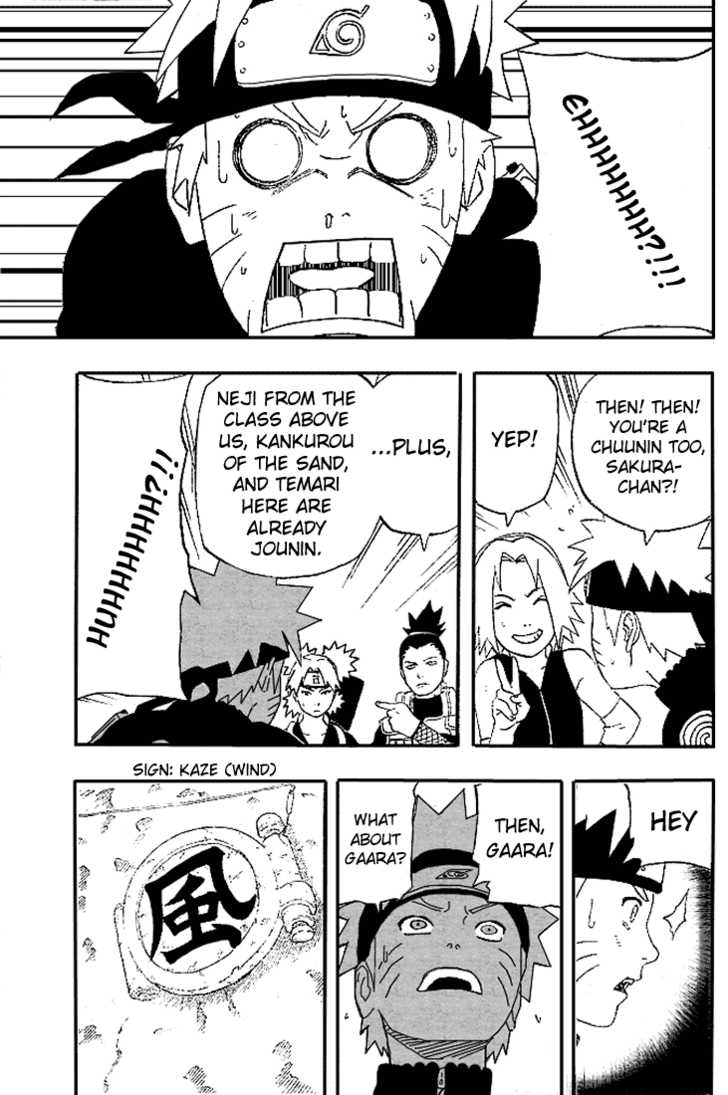 EHHHHHHH?!!!
THEN! THEN!
YOU'RE A
CHUUNIN TOO,
SAKURA-
CHAN?!
YEP!
...PLUS,
NEJI FROM THE
CLASS ABOVE
US, KANKUROU
OF THE SAND,
AND TEMARI
HERE ARE
ALREADY
JOUNIN.
HUHHHHHH?!!!
HEY
THEN,
GAARA!
WHAT
ABOUT
GAARA?
SIGN: KAZE (WIND)
風